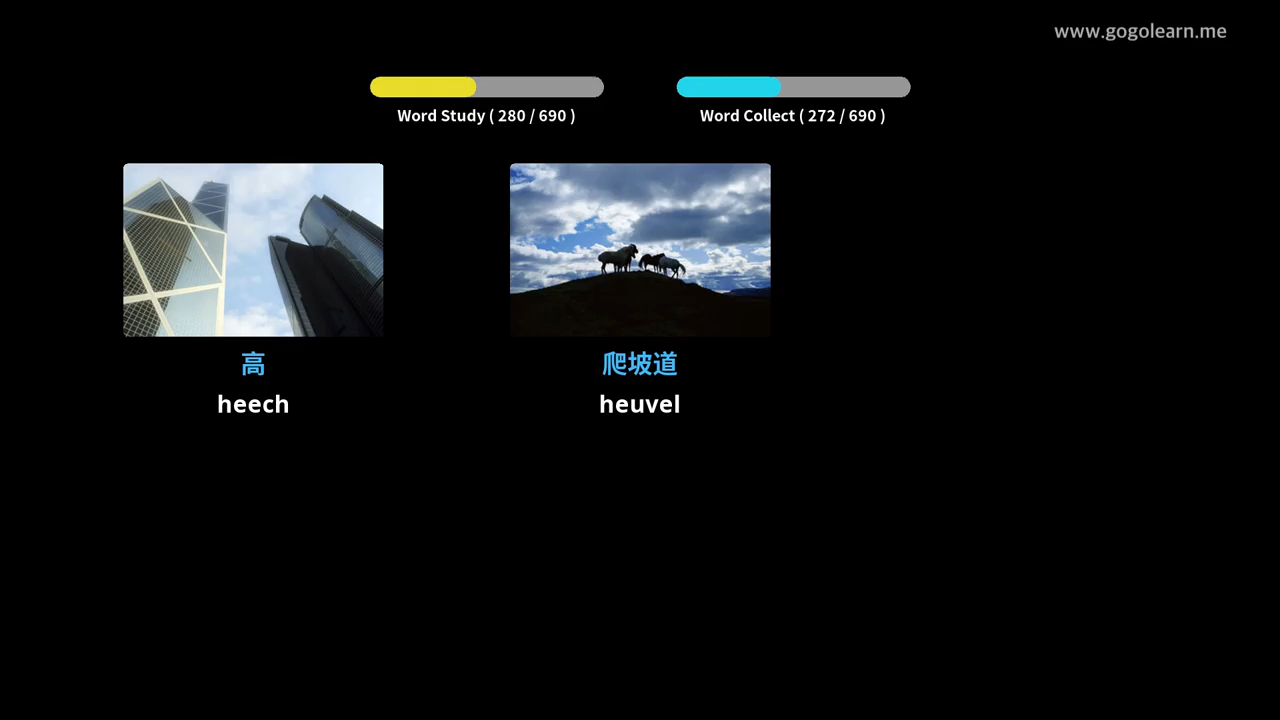 www.gogolearn.me
Word Study ( 280 / 690 )
Word Collect ( 272 / 690 )
高
heech
爬坡道
heuvel